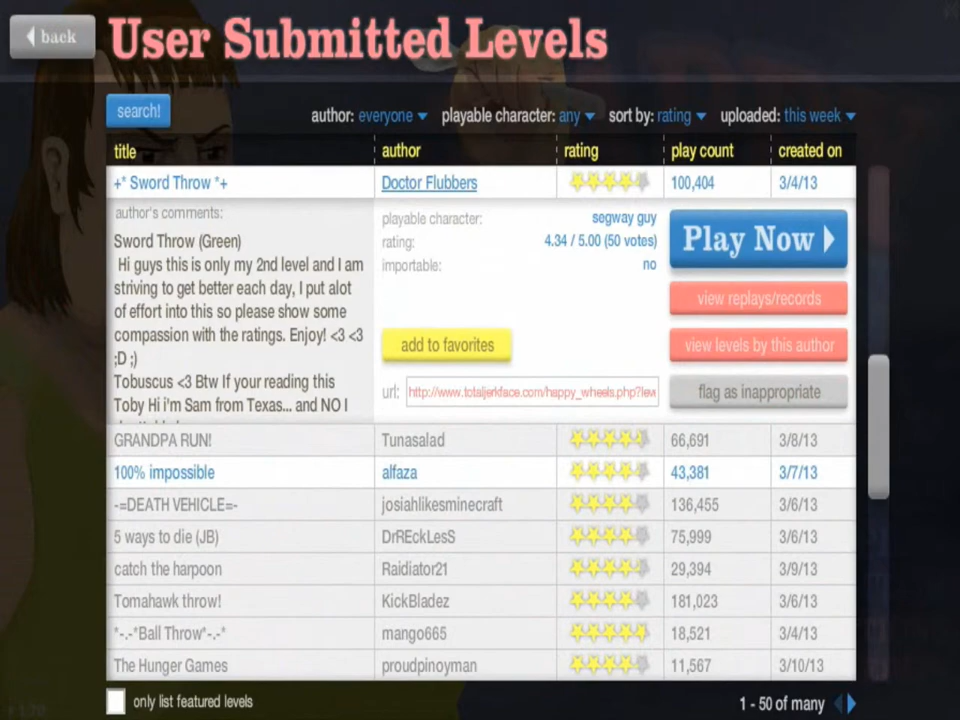 back
User Submitted Levels
search!
author: everyone playable character: any sort by: rating uploaded: this week
title author rating play count created on
+* Sword Throw *+ Doctor Flubbers 100,404 3/4/13
author's comments:
Sword Throw (Green)
Hi guys this is only my 2nd level and I am
striving to get better each day, I put alot
of effort into this so please show some
compassion with the ratings. Enjoy! <3 <3
;D ;)
Tobuscus <3 Btw If your reading this
Toby Hi i'm Sam from Texas... and NO I
playable character: segway guy
rating: 4.34 / 5.00 (50 votes)
importable: no
add to favorites
url: http://www.totaljerkface.com/happy_wheels.php?lev
Play Now
view replays/records
view levels by this author
flag as inappropriate
GRANDPA RUN! Tunasalad 66,691 3/8/13
100% impossible alfaza 43,381 3/7/13
-=DEATH VEHICLE=- josiahlikesminecraft 136,455 3/6/13
5 ways to die (JB) DrREckLesS 75,999 3/6/13
catch the harpoon Raidiator21 29,394 3/9/13
Tomahawk throw! KickBladez 181,023 3/6/13
*-.-*Ball Throw*-.-* mango665 18,521 3/4/13
The Hunger Games proudpinoyman 11,567 3/10/13
only list featured levels 1 - 50 of many